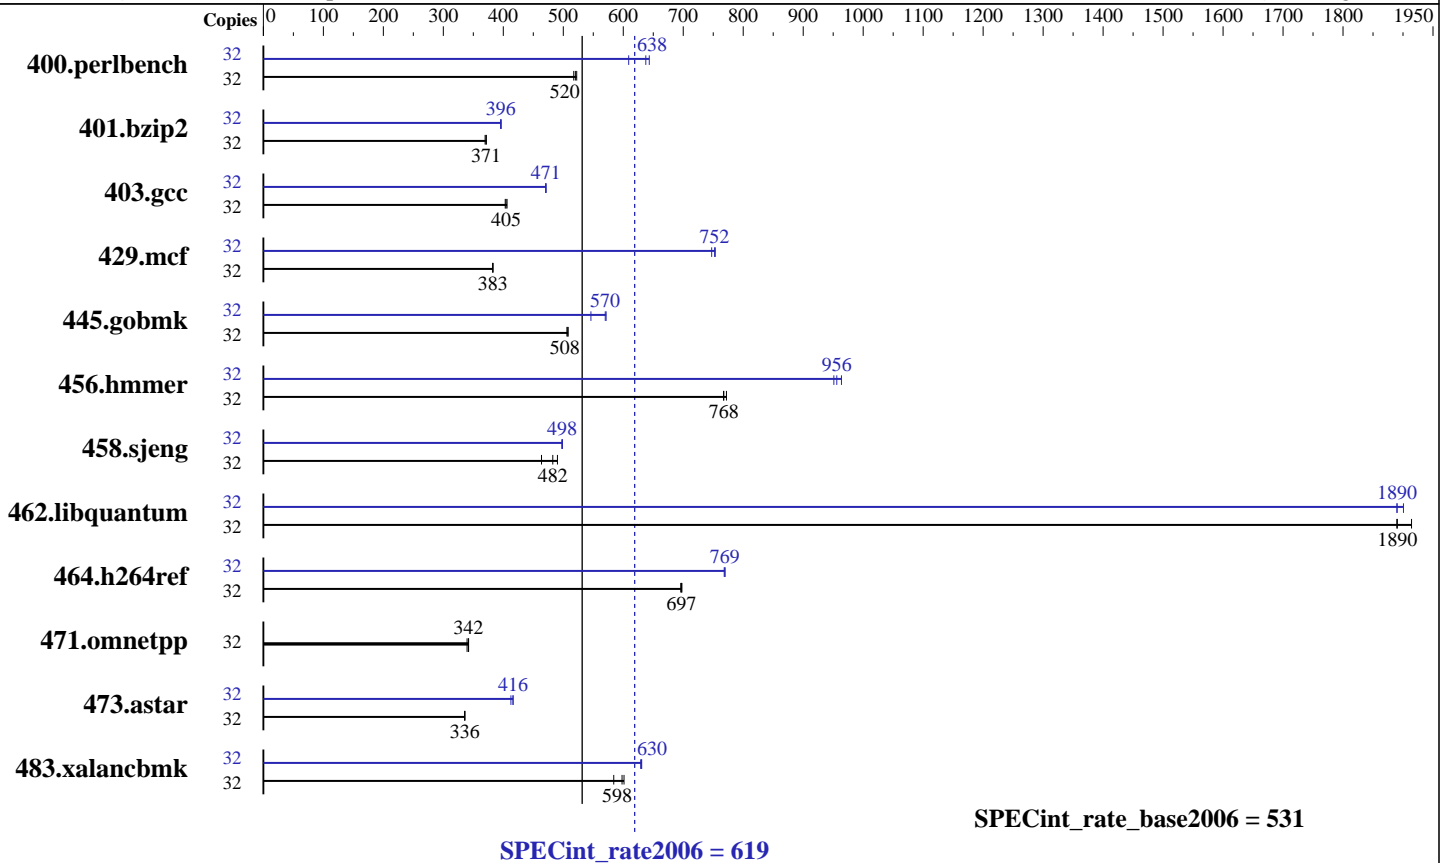 Copies 0 100 200 300 400 500 600 700 800 900 1000 1100 1200 1300 1400 1500 1600 1700 1800 1950
400.perlbench 32 638
32 520
401.bzip2 32 396
32 371
403.gcc 32 471
32 405
429.mcf 32 752
32 383
445.gobmk 32 570
32 508
456.hmmer 32 956
32 768
458.sjeng 32 498
32 482
462.libquantum 32 1890
32 1890
464.h264ref 32 769
32 697
471.omnetpp 32 342
473.astar 32 416
32 336
483.xalancbmk 32 630
32 598
SPECint_rate_base2006 = 531
SPECint_rate2006 = 619